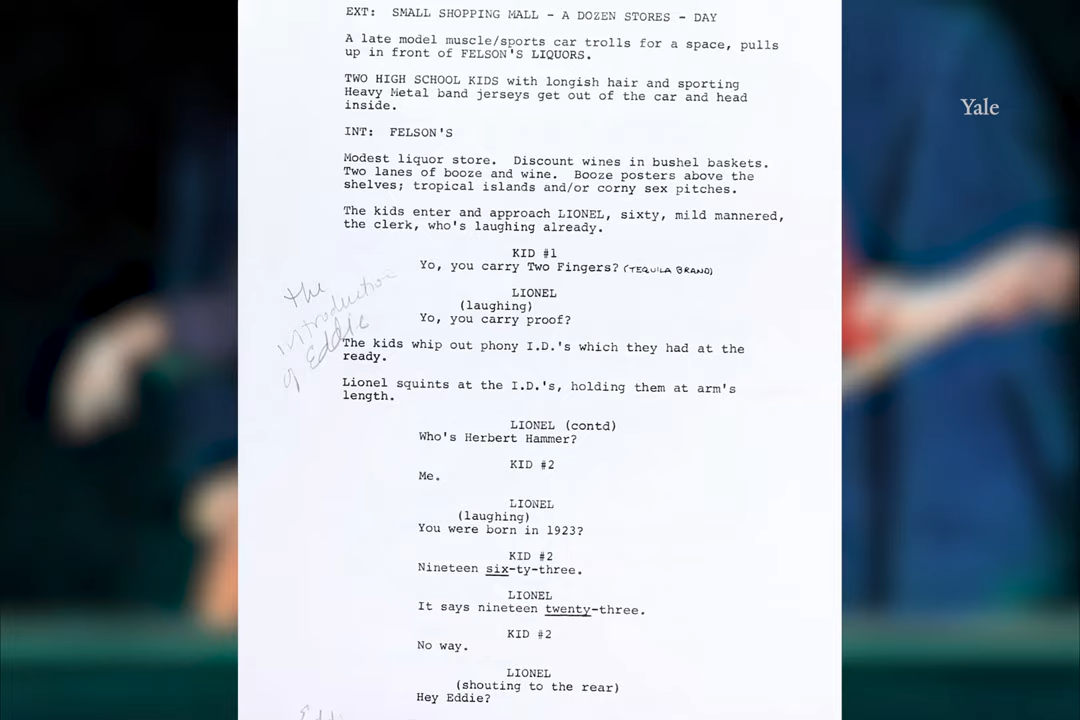 EXT: SMALL SHOPPING MALL - A DOZEN STORES - DAY
A late model muscle/sports car trolls for a space, pulls
up in front of FELSON'S LIQUORS.
TWO HIGH SCHOOL KIDS with longish hair and sporting
Heavy Metal band jerseys get out of the car and head
inside.
INT: FELSON'S
Modest liquor store. Discount wines in bushel baskets.
Two lanes of booze and wine. Booze posters above the
shelves; tropical islands and/or corny sex pitches.
The kids enter and approach LIONEL, sixty, mild mannered,
the clerk, who's laughing already.
KID #1
Yo, you carry Two Fingers? (TEQUILA BRAND)
LIONEL
(laughing)
Yo, you carry proof?
The kids whip out phony I.D.'s which they had at the
ready.
Lionel squints at the I.D.'s, holding them at arm's
length.
LIONEL (contd)
Who's Herbert Hammer?
KID #2
Me.
LIONEL
(laughing)
You were born in 1923?
KID #2
Nineteen six-ty-three.
LIONEL
It says nineteen twenty-three.
KID #2
No way.
LIONEL
(shouting to the rear)
Hey Eddie?
the
introduction
of Eddie
Yale